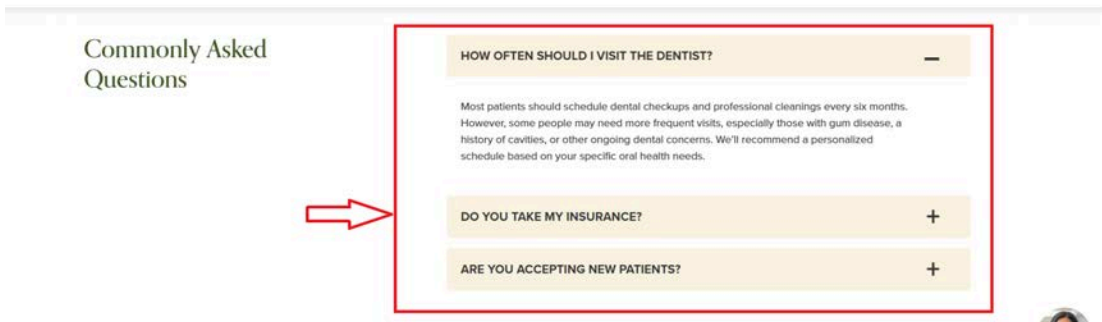 Commonly Asked
Questions
HOW OFTEN SHOULD I VISIT THE DENTIST?
Most patients should schedule dental checkups and professional cleanings every six months.
However, some people may need more frequent visits, especially those with gum disease, a
history of cavities, or other ongoing dental concerns. We'll recommend a personalized
schedule based on your specific oral health needs.
DO YOU TAKE MY INSURANCE?
ARE YOU ACCEPTING NEW PATIENTS?